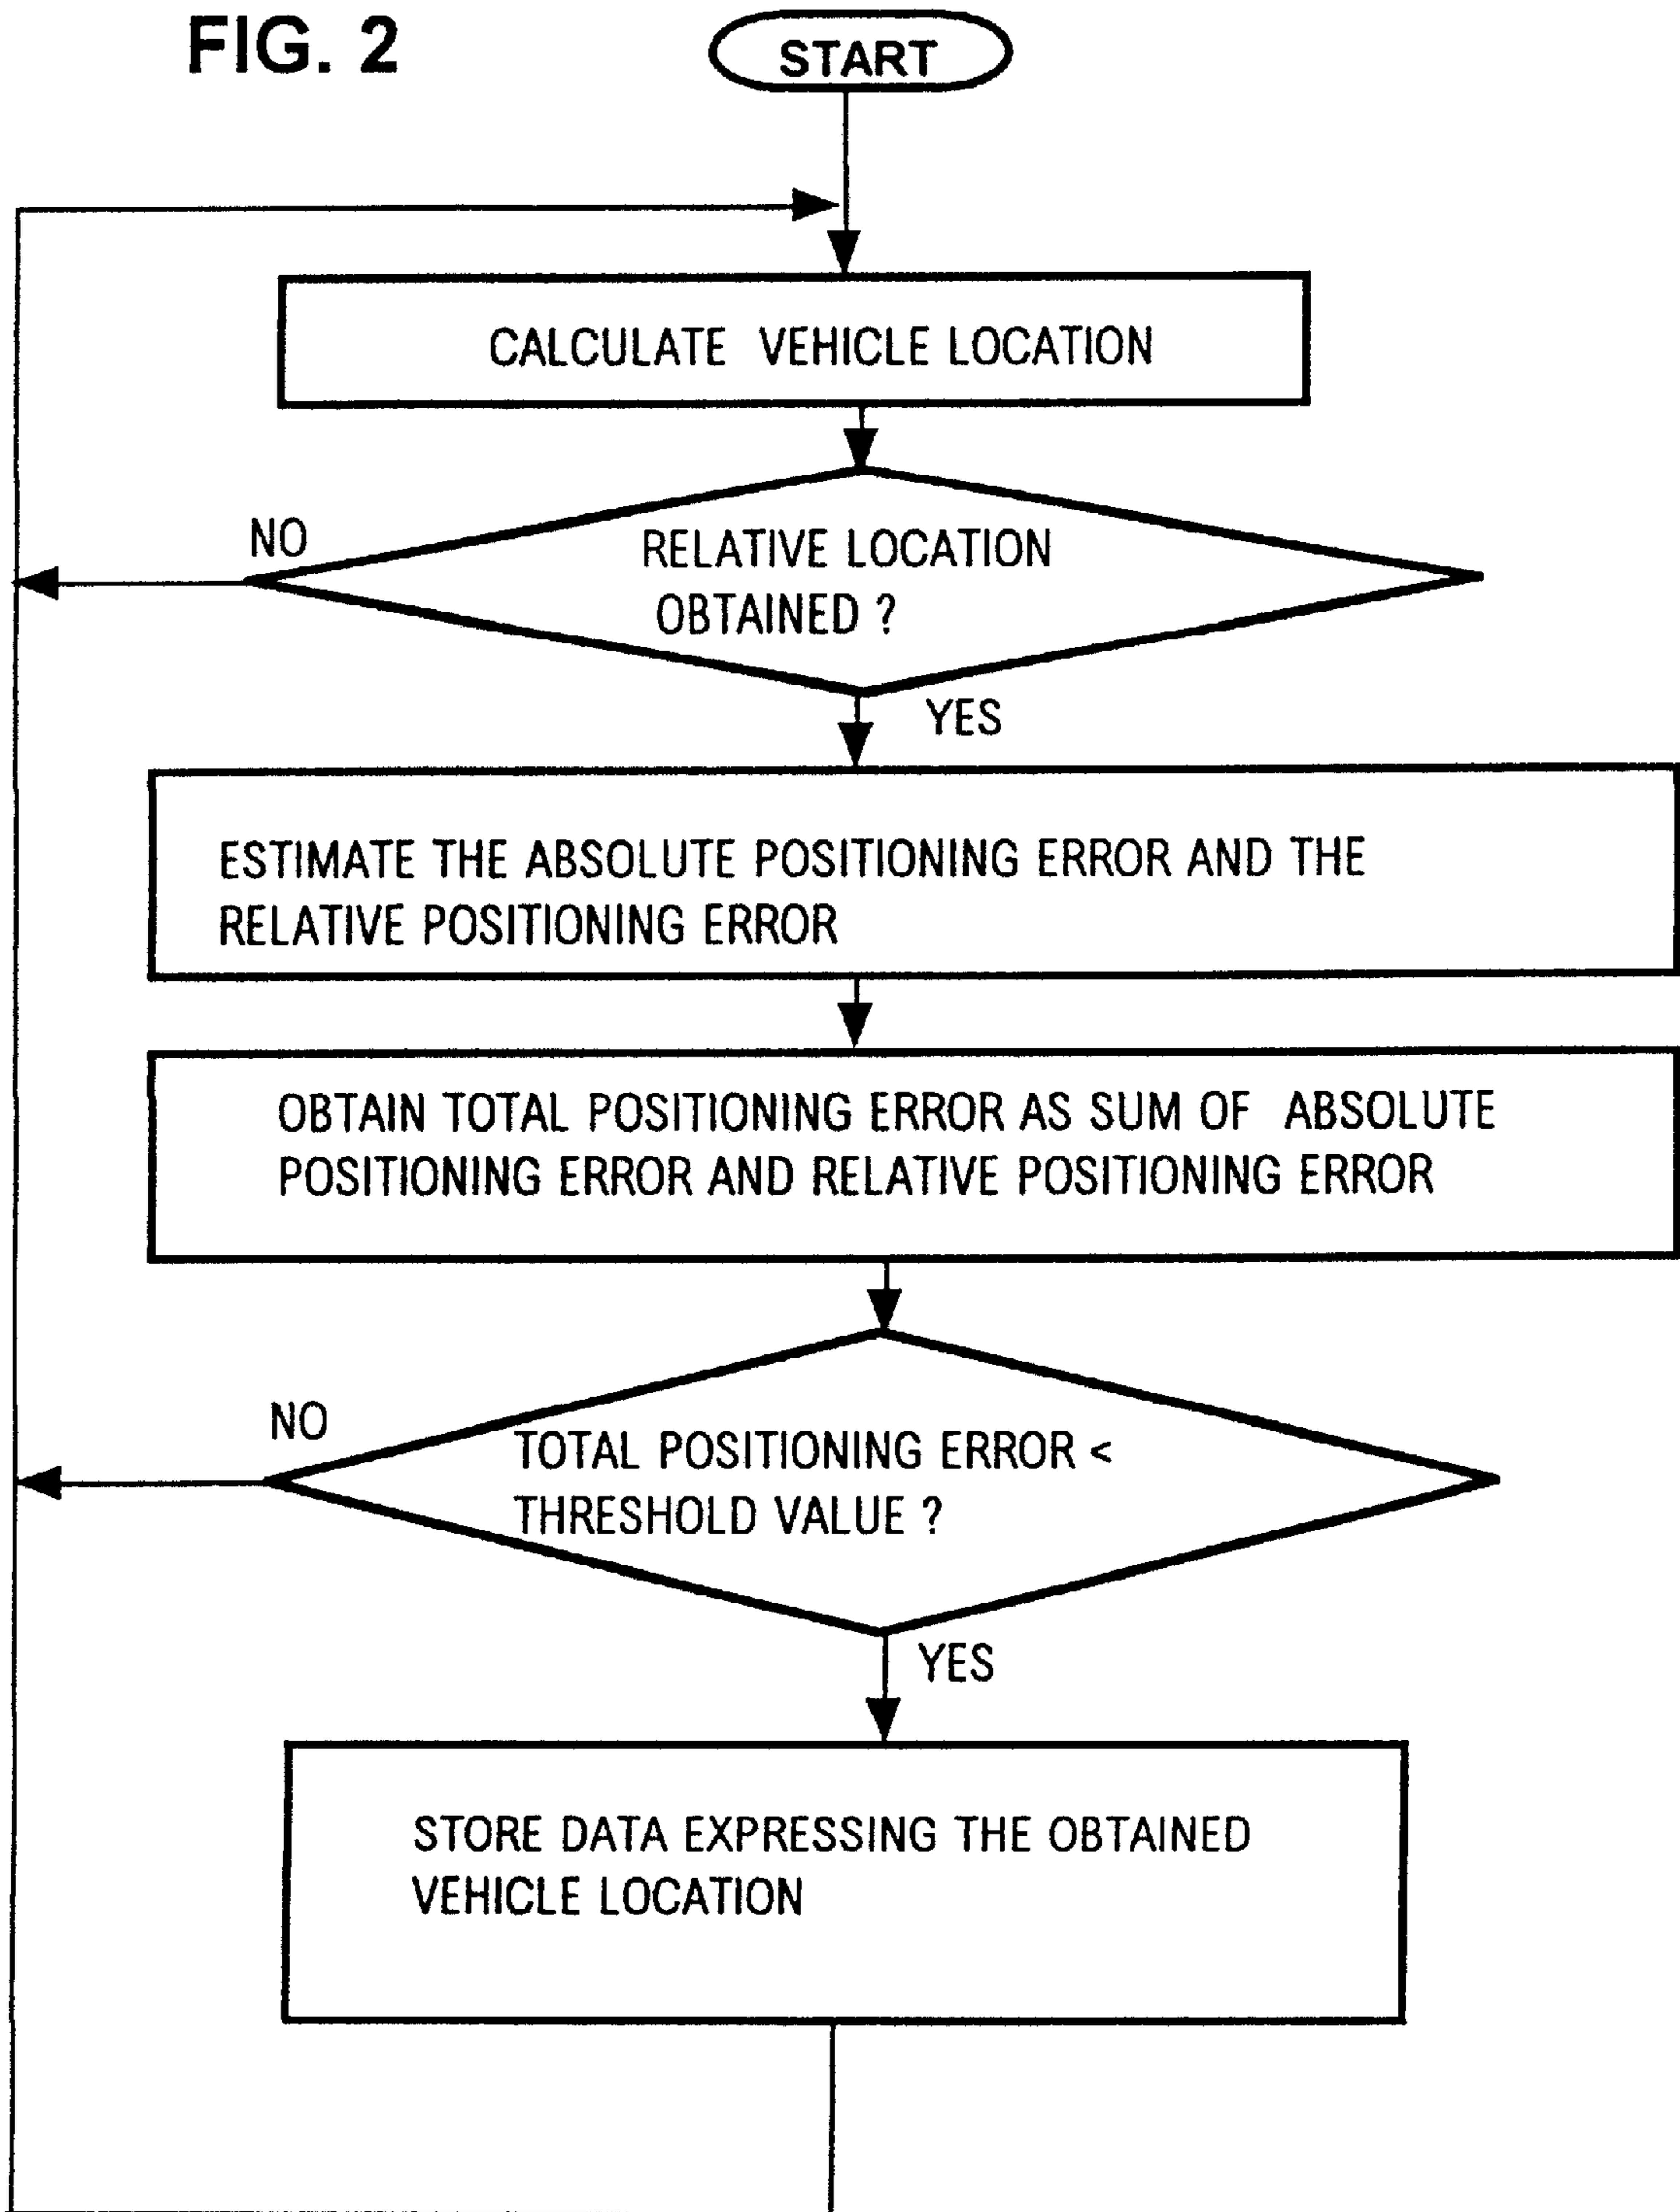 FIG. 2
START
CALCULATE VEHICLE LOCATION
NO
RELATIVE LOCATION
OBTAINED ?
YES
ESTIMATE THE ABSOLUTE POSITIONING ERROR AND THE
RELATIVE POSITIONING ERROR
OBTAIN TOTAL POSITIONING ERROR AS SUM OF ABSOLUTE
POSITIONING ERROR AND RELATIVE POSITIONING ERROR
NO
TOTAL POSITIONING ERROR <
THRESHOLD VALUE ?
YES
STORE DATA EXPRESSING THE OBTAINED
VEHICLE LOCATION